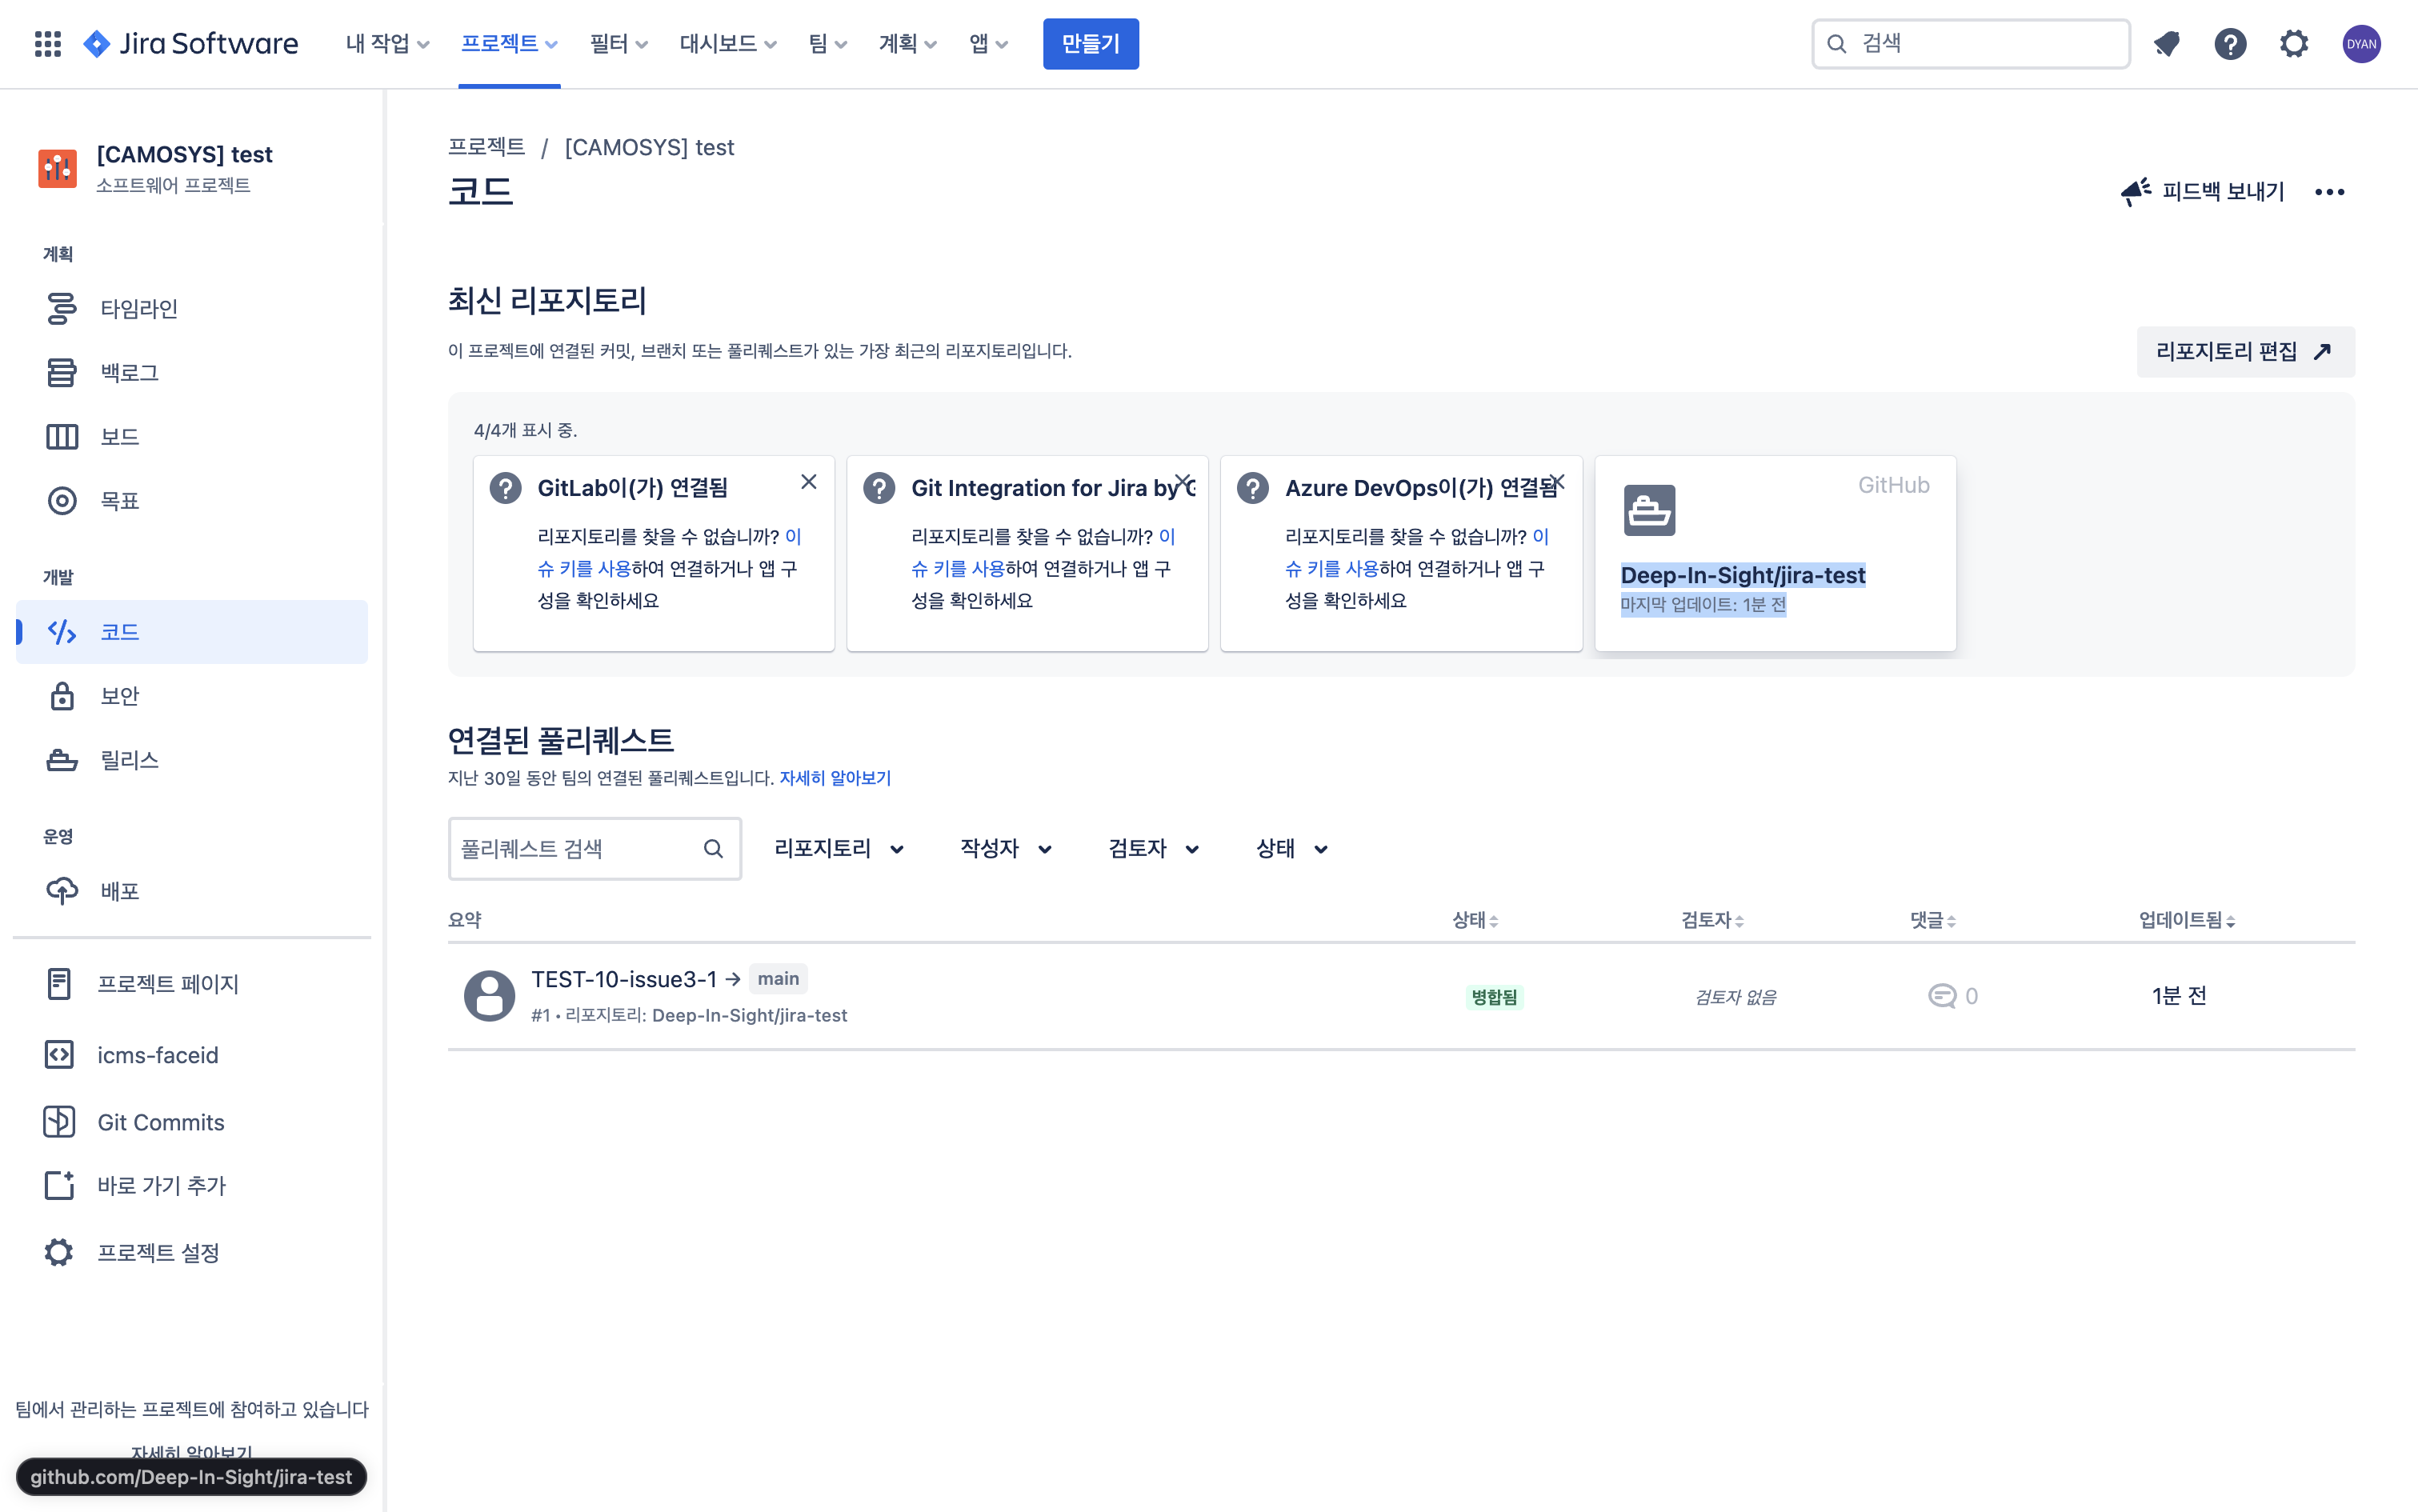 Jira Software 내 작업 프로젝트 필터 대시보드 팀 계획 앱 만들기 검색 DYAN
[CAMOSYS] test
소프트웨어 프로젝트
계획
타임라인
백로그
보드
목표
개발
코드
보안
릴리스
운영
배포
프로젝트 페이지
icms-faceid
Git Commits
바로 가기 추가
프로젝트 설정
팀에서 관리하는 프로젝트에 참여하고 있습니다
자세히 알아보기
github.com/Deep-In-Sight/jira-test
프로젝트 / [CAMOSYS] test
코드
피드백 보내기
최신 리포지토리
이 프로젝트에 연결된 커밋, 브랜치 또는 풀리퀘스트가 있는 가장 최근의 리포지토리입니다.
리포지토리 편집
4/4개 표시 중.
GitLab이(가) 연결됨
리포지토리를 찾을 수 없습니까? 이
슈 키를 사용하여 연결하거나 앱 구
성을 확인하세요
Git Integration for Jira by
리포지토리를 찾을 수 없습니까? 이
슈 키를 사용하여 연결하거나 앱 구
성을 확인하세요
Azure DevOps이(가) 연결됨
리포지토리를 찾을 수 없습니까? 이
슈 키를 사용하여 연결하거나 앱 구
성을 확인하세요
GitHub
Deep-In-Sight/jira-test
마지막 업데이트: 1분 전
연결된 풀리퀘스트
지난 30일 동안 팀의 연결된 풀리퀘스트입니다. 자세히 알아보기
풀리퀘스트 검색 리포지토리 작성자 검토자 상태
요약 상태 검토자 댓글 업데이트됨
TEST-10-issue3-1 → main
#1 • 리포지토리: Deep-In-Sight/jira-test
병합됨 검토자 없음 0 1분 전